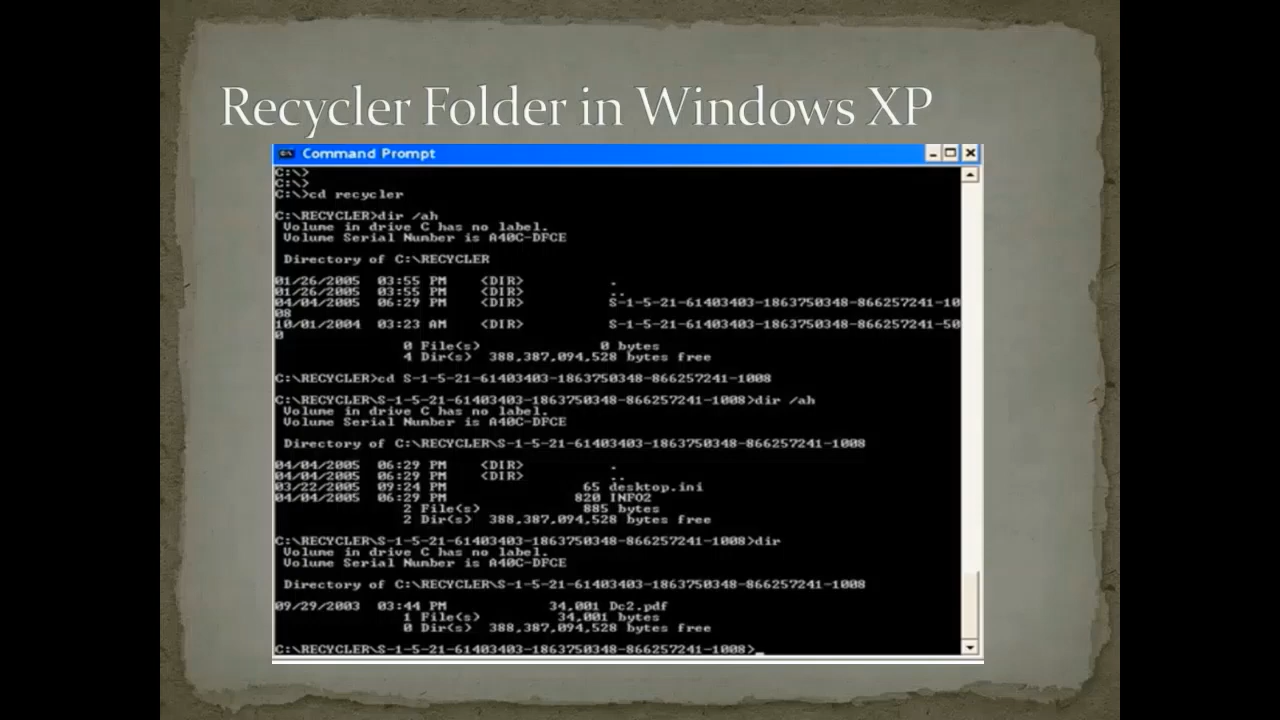 Recycler Folder in Windows XP
Command Prompt
C:\>
C:\>
C:\>cd recycler
C:\RECYCLER>dir /ah
Volume in drive C has no label.
Volume Serial Number is A40C-DFCE
Directory of C:\RECYCLER
01/26/2005 03:55 PM <DIR> .
01/26/2005 03:55 PM <DIR> ..
04/04/2005 06:29 PM <DIR> S-1-5-21-61403403-1863750348-866257241-10
08
10/01/2004 03:23 AM <DIR> S-1-5-21-61403403-1863750348-866257241-50
0
0 File(s) 0 bytes
4 Dir(s) 388,387,094,528 bytes free
C:\RECYCLER>cd S-1-5-21-61403403-1863750348-866257241-1008
C:\RECYCLER\S-1-5-21-61403403-1863750348-866257241-1008>dir /ah
Volume in drive C has no label.
Volume Serial Number is A40C-DFCE
Directory of C:\RECYCLER\S-1-5-21-61403403-1863750348-866257241-1008
04/04/2005 06:29 PM <DIR> .
04/04/2005 06:29 PM <DIR> ..
03/22/2005 09:24 PM 65 desktop.ini
04/04/2005 06:29 PM 820 INFO2
2 File(s) 885 bytes
2 Dir(s) 388,387,094,528 bytes free
C:\RECYCLER\S-1-5-21-61403403-1863750348-866257241-1008>dir
Volume in drive C has no label.
Volume Serial Number is A40C-DFCE
Directory of C:\RECYCLER\S-1-5-21-61403403-1863750348-866257241-1008
09/29/2003 03:44 PM 34,001 Dc2.pdf
1 File(s) 34,001 bytes
0 Dir(s) 388,387,094,528 bytes free
C:\RECYCLER\S-1-5-21-61403403-1863750348-866257241-1008>_